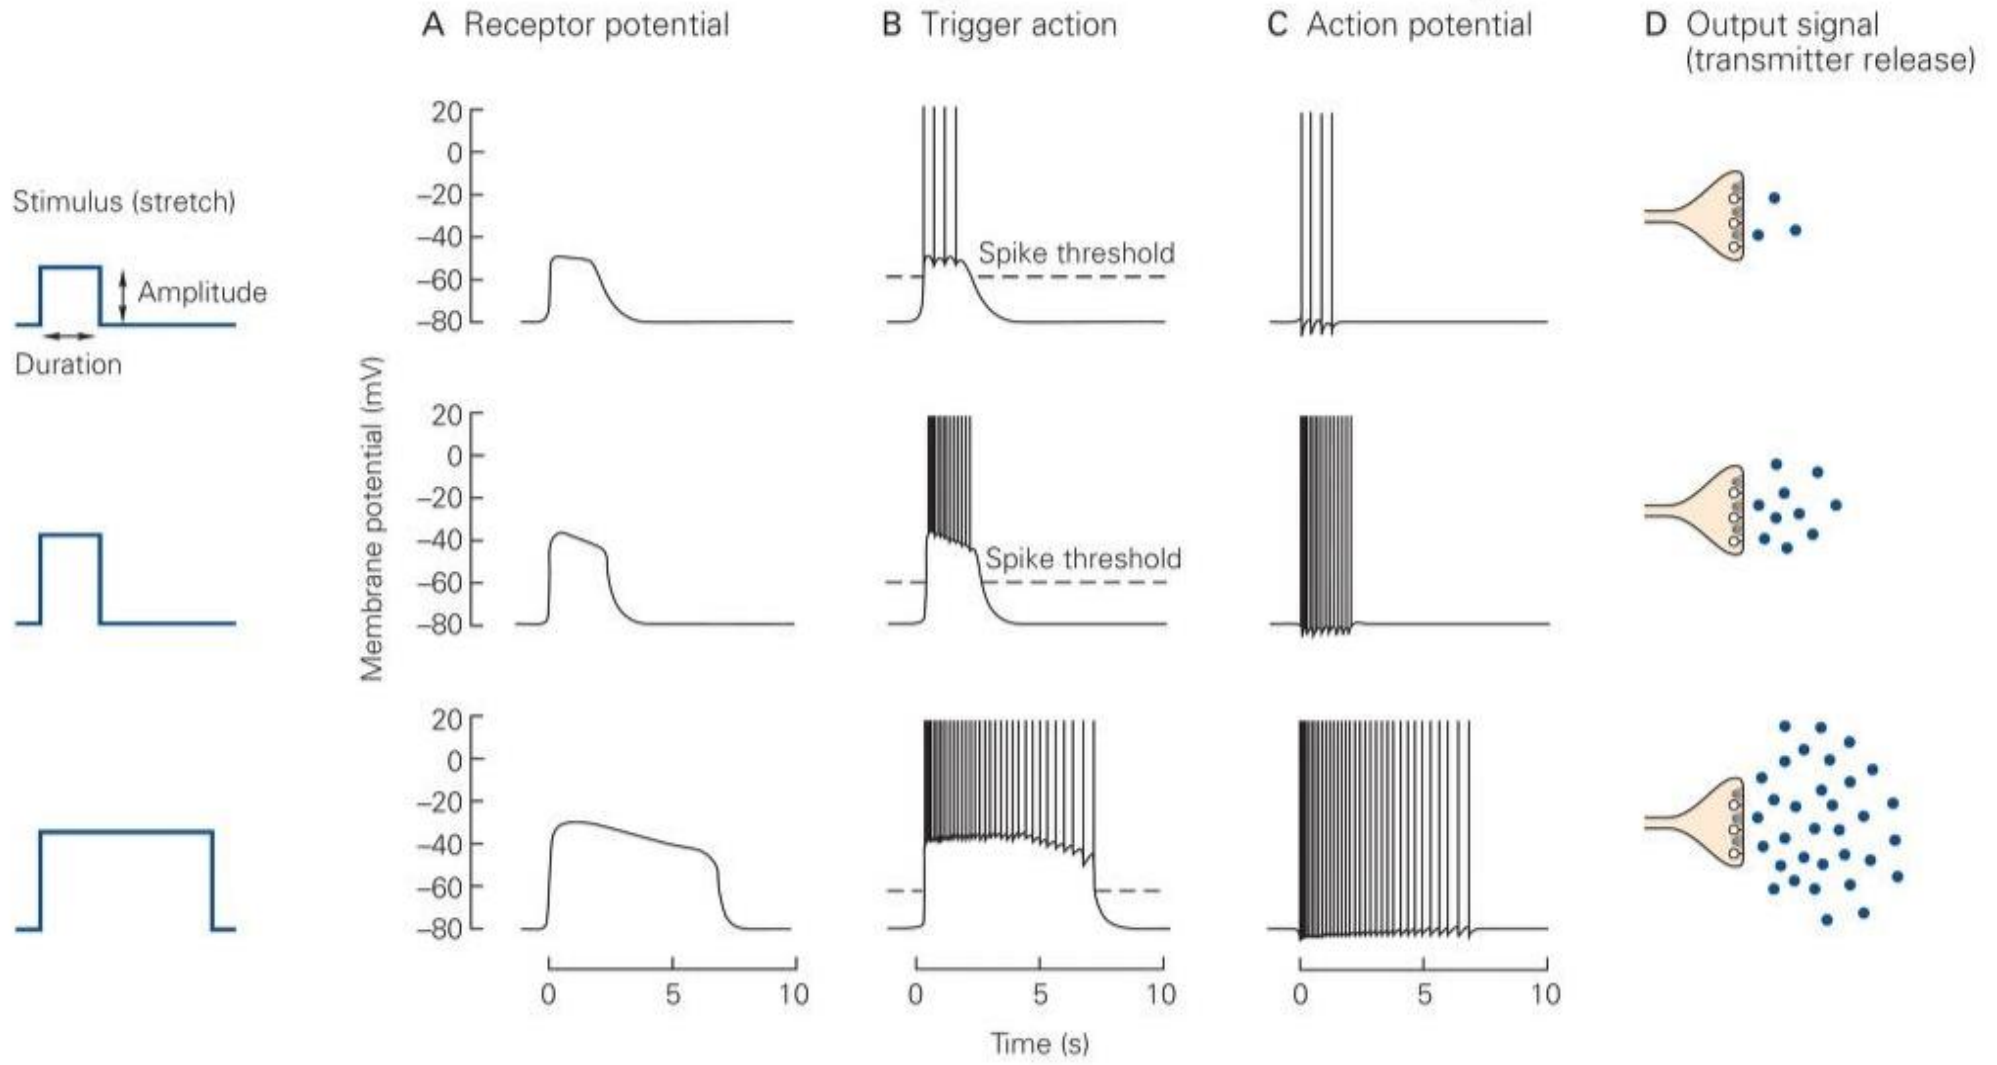 A Receptor potential
B Trigger action
C Action potential
D Output signal
(transmitter release)
Stimulus (stretch)
Amplitude
Duration
Membrane potential (mV)
20
0
–20
–40
–60
–80
Spike threshold
20
0
–20
–40
–60
–80
Spike threshold
20
0
–20
–40
–60
–80
0 5 10
0 5 10
0 5 10
Time (s)